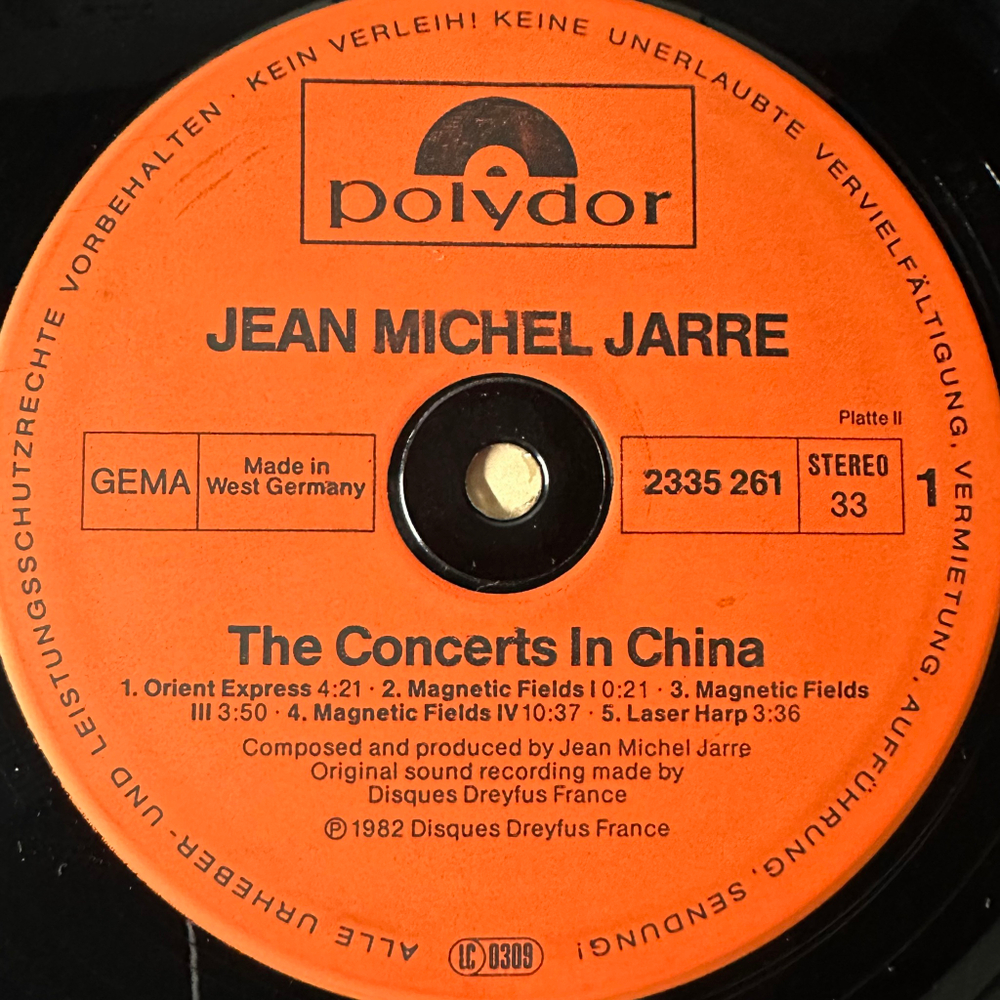 ALLE URHEBER- UND LEISTUNGSSCHUTZRECHTE VORBEHALTEN · KEIN VERLEIH! KEINE UNERLAUBTE VERVIELFÄLTIGUNG, VERMIETUNG, AUFFÜHRUNG, SENDUNG!
polydor
JEAN MICHEL JARRE
Platte II
GEMA
Made in
West Germany
2335 261
STEREO
33
1
The Concerts In China
1. Orient Express 4:21 · 2. Magnetic Fields I 0:21 · 3. Magnetic Fields
III 3:50 · 4. Magnetic Fields IV 10:37 · 5. Laser Harp 3:36
Composed and produced by Jean Michel Jarre
Original sound recording made by
Disques Dreyfus France
℗ 1982 Disques Dreyfus France
LC 0309